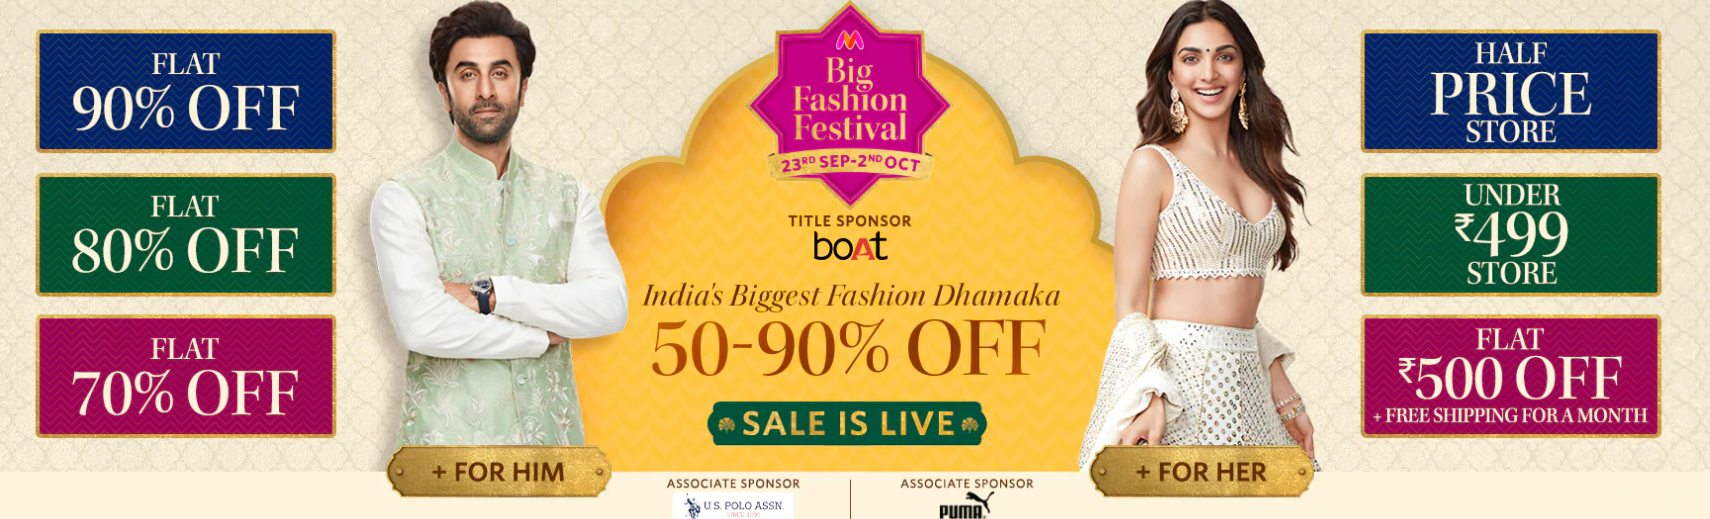 FLAT
90% OFF
FLAT
80% OFF
FLAT
70% OFF
+ FOR HIM
Big
Fashion
Festival
23RD SEP-2ND OCT
TITLE SPONSOR
boAt
India's Biggest Fashion Dhamaka
50-90% OFF
SALE IS LIVE
ASSOCIATE SPONSOR
U.S. POLO ASSN.
SINCE 1890
ASSOCIATE SPONSOR
PUMA
+ FOR HER
HALF
PRICE
STORE
UNDER
₹499
STORE
FLAT
₹500 OFF
+ FREE SHIPPING FOR A MONTH